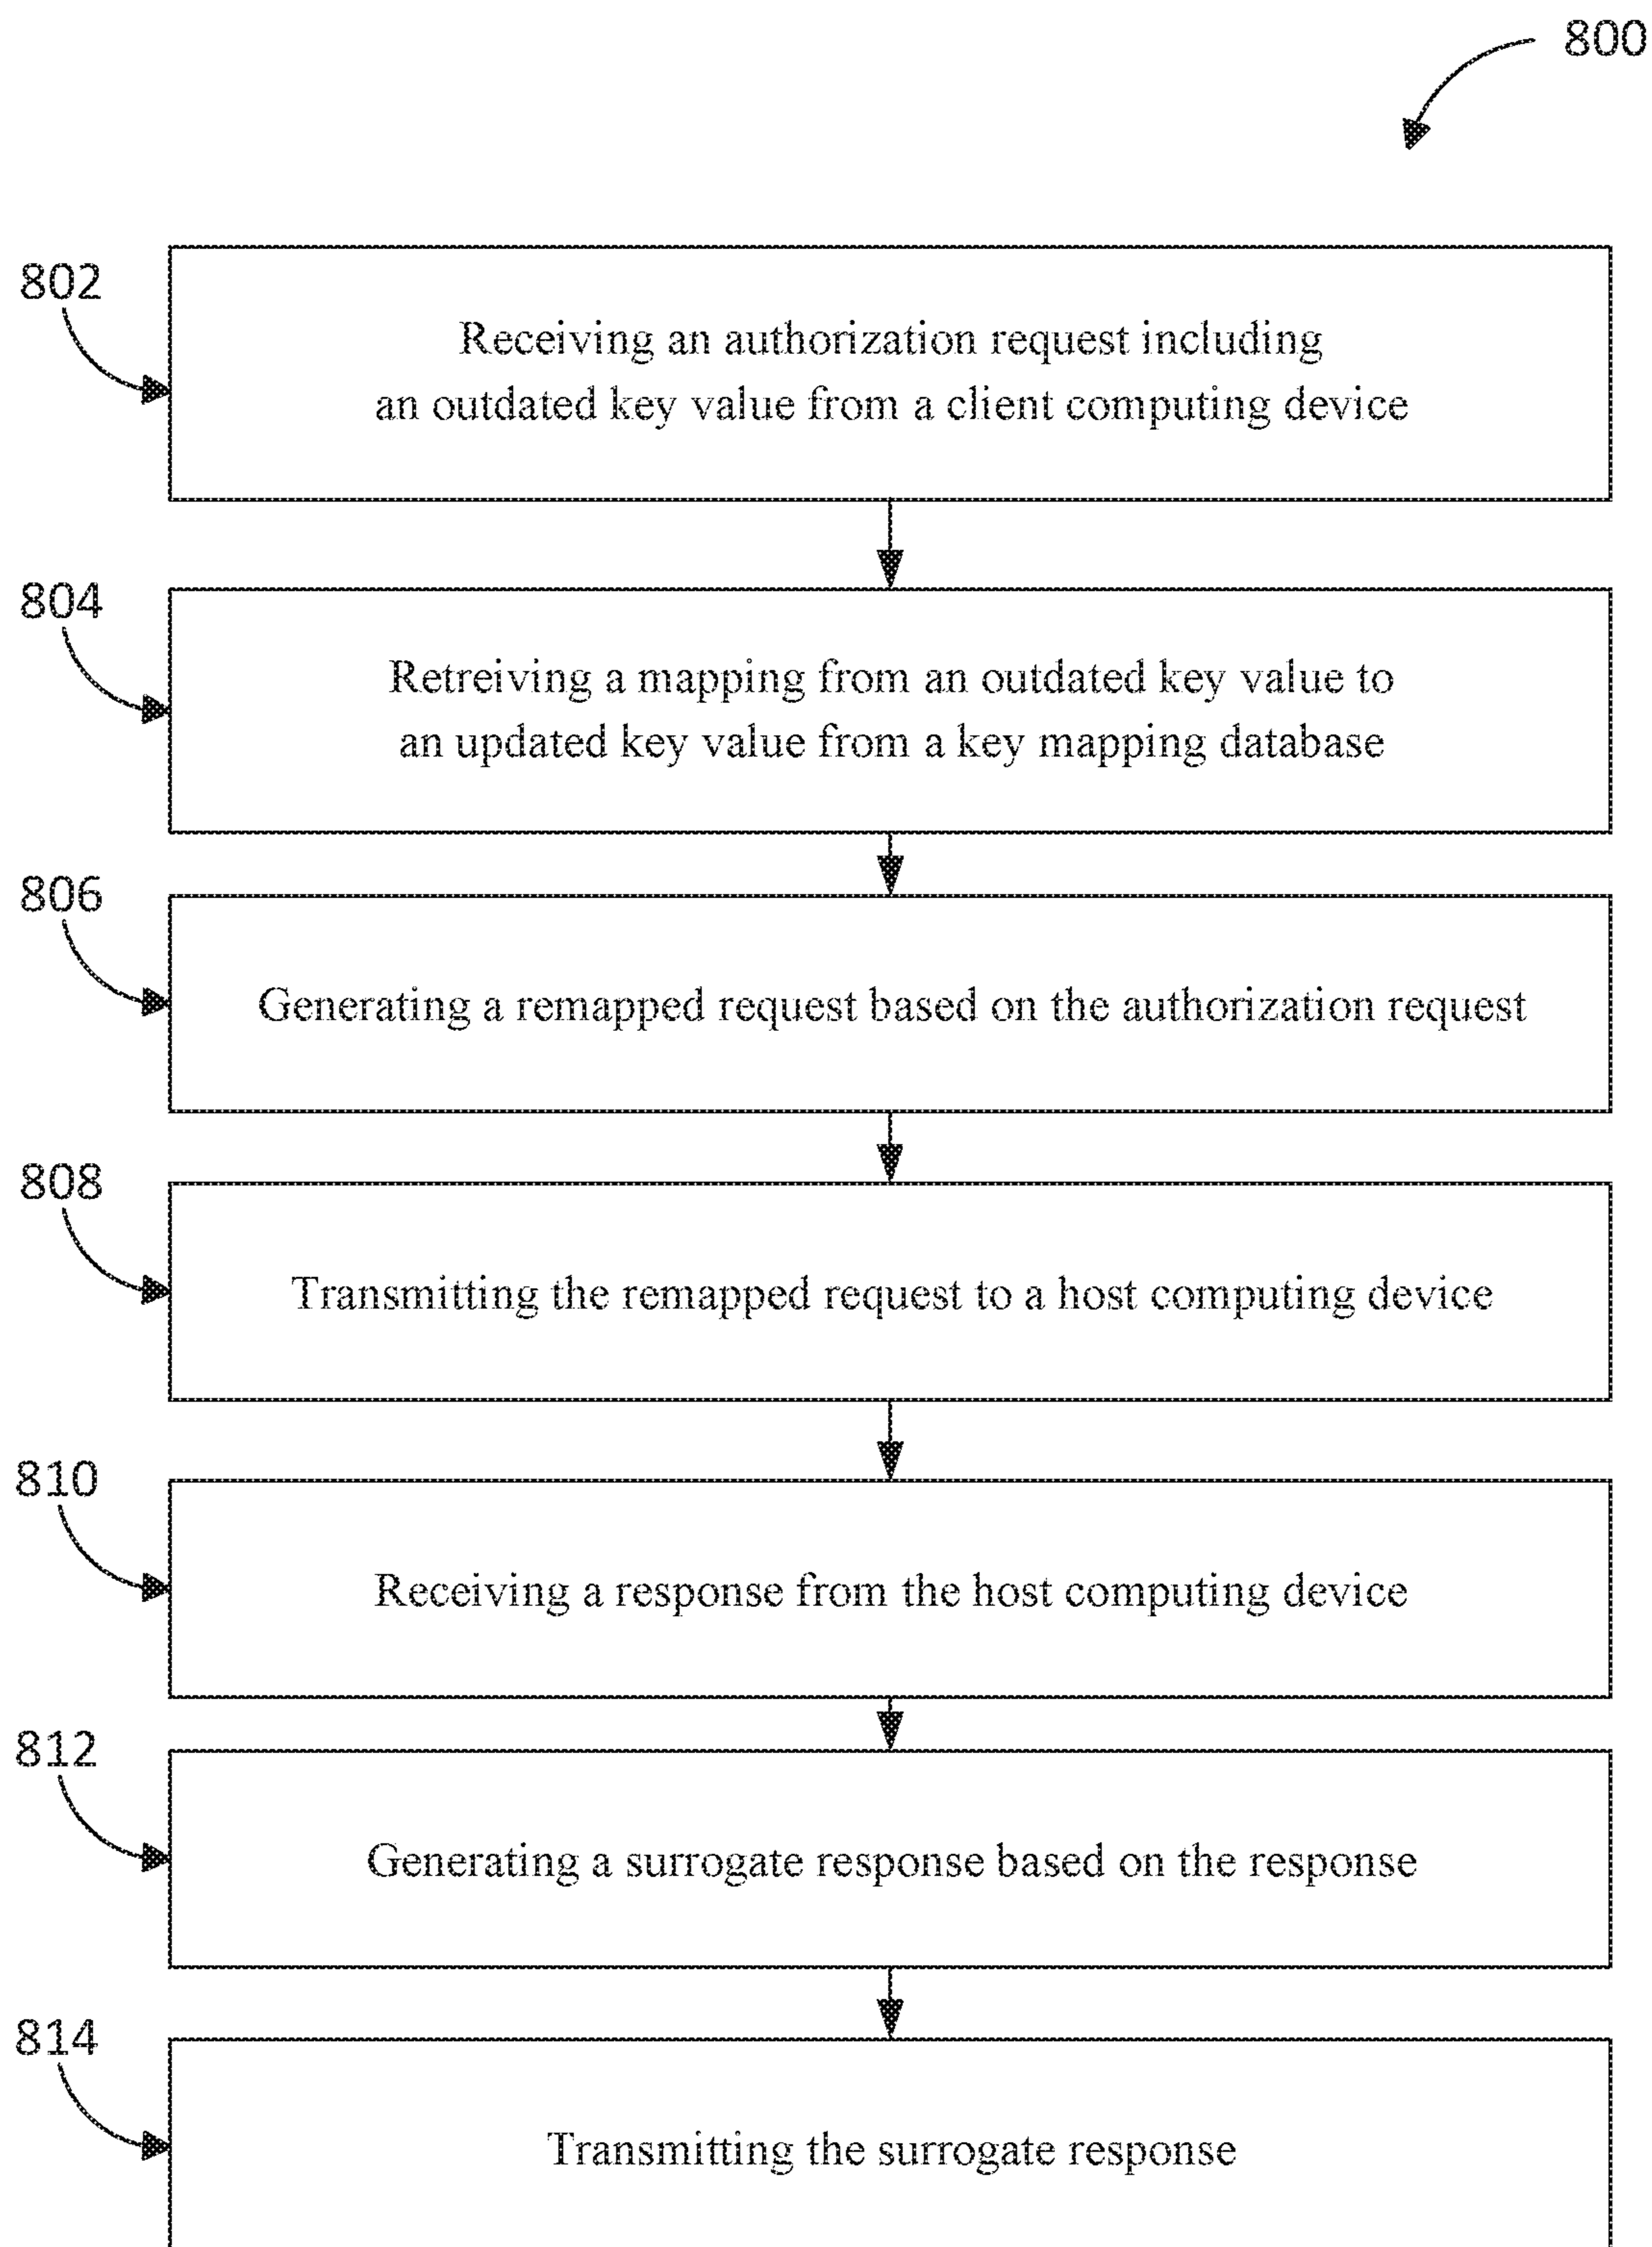 800
802
Receiving an authorization request including
an outdated key value from a client computing device
804
Retreiving a mapping from an outdated key value to
an updated key value from a key mapping database
806
Generating a remapped request based on the authorization request
808
Transmitting the remapped request to a host computing device
810
Receiving a response from the host computing device
812
Generating a surrogate response based on the response
814
Transmitting the surrogate response